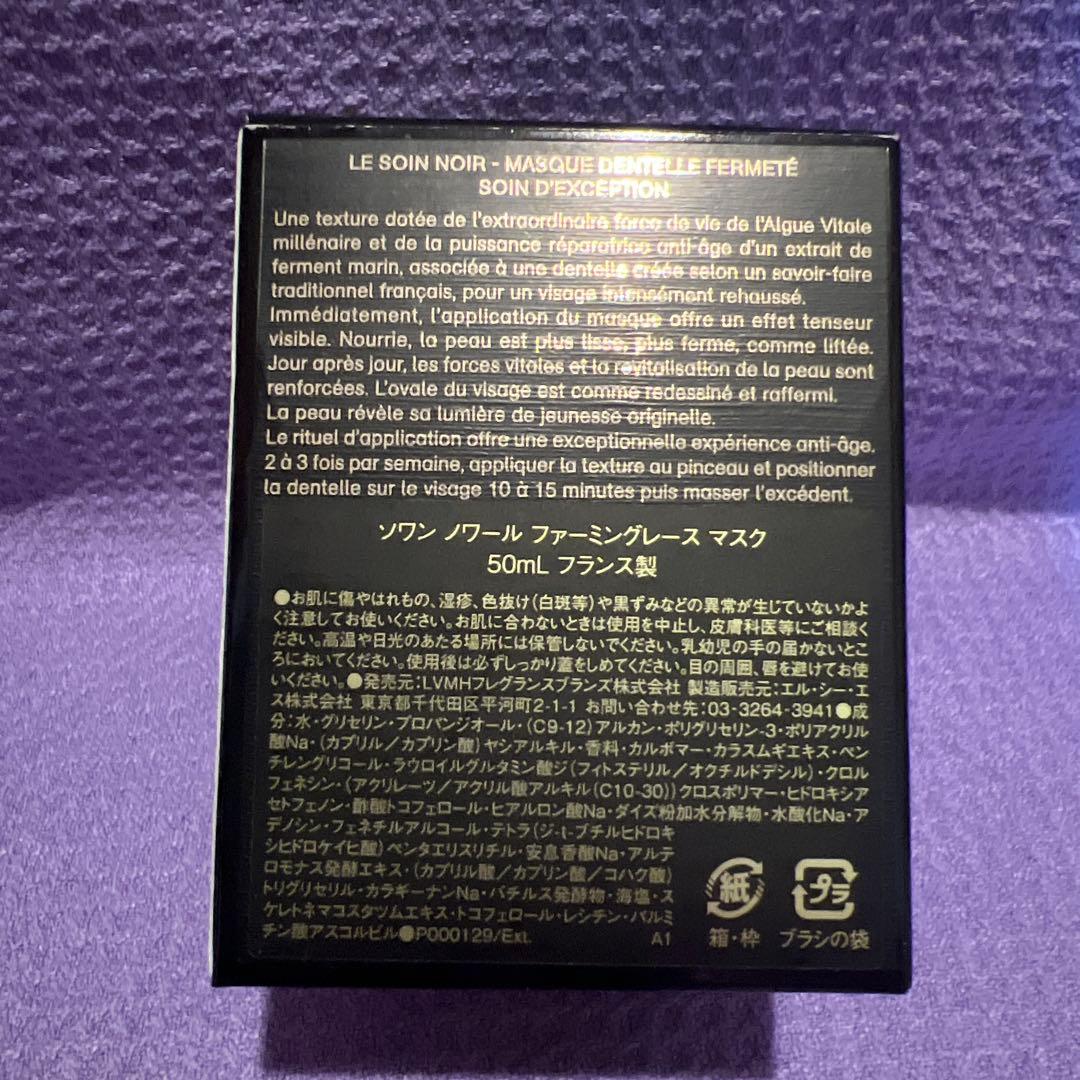 LE SOIN NOIR - MASQUE DENTELLE FERMETÉ
SOIN D'EXCEPTION
Une texture dotée de l'extraordinaire force de vie de l'Algue Vitale
millénaire et de la puissance réparatrice anti-âge d'un extrait de
ferment marin, associée à une dentelle créée selon un savoir-faire
traditionnel français, pour un visage intensément rehaussé.
Immédiatement, l'application du masque offre un effet tenseur
visible. Nourrie, la peau est plus lisse, plus ferme, comme liftée.
Jour après jour, les forces vitales et la revitalisation de la peau sont
renforcées. L'ovale du visage est comme redessiné et raffermi.
La peau révèle sa lumière de jeunesse originelle.
Le rituel d'application offre une exceptionnelle expérience anti-âge.
2 à 3 fois par semaine, appliquer la texture au pinceau et positionner
la dentelle sur le visage 10 à 15 minutes puis masser l'excédent.
ソワン ノワール ファーミングレース マスク
50mL フランス製
●お肌に傷やはれもの、湿疹、色抜け(白斑等)や黒ずみなどの異常が生じていないかよ
く注意してお使いください。お肌に合わないときは使用を中止し、皮膚科医等にご相談く
ださい。高温や日光のあたる場所には保管しないでください。乳幼児の手の届かないとこ
ろにおいてください。使用後は必ずしっかり蓋をしめてください。目の周囲、唇を避けてお使
いください。●発売元:LVMHフレグランスブランズ株式会社 製造販売元:エル・シー・エ
ス株式会社 東京都千代田区平河町2-1-1 お問い合わせ先:03-3264-3941●成
分:水・グリセリン・プロパンジオール・(C9-12)アルカン・ポリグリセリン-3・ポリアクリル
酸Na・(カプリル/カプリン酸)ヤシアルキル・香料・カルボマー・カラスムギエキス・ペン
チレングリコール・ラウロイルグルタミン酸ジ(フィトステリル/オクチルドデシル)・クロル
フェネシン・(アクリレーツ/アクリル酸アルキル(C10-30))クロスポリマー・ヒドロキシア
セトフェノン・酢酸トコフェロール・ヒアルロン酸Na・ダイズ粉加水分解物・水酸化Na・ア
デノシン・フェネチルアルコール・テトラ(ジ-t-ブチルヒドロキ
シヒドロケイヒ酸)ペンタエリスリチル・安息香酸Na・アルテ
ロモナス発酵エキス・(カプリル酸/カプリン酸/コハク酸)
トリグリセリル・カラギーナンNa・バチルス発酵物・海塩・ス
ケレトネマコスタツムエキス・トコフェロール・レシチン・パルミ
チン酸アスコルビル●P000129/Ext.
A1
紙
箱・枠
プラ
ブラシの袋